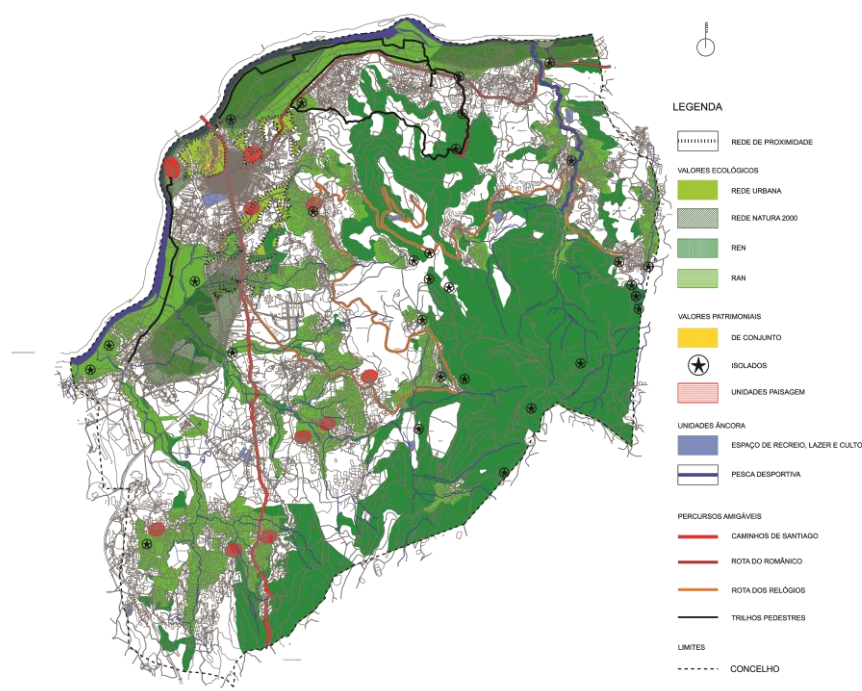 LEGENDA
REDE DE PROXIMIDADE
VALORES ECOLÓGICOS
REDE URBANA
REDE NATURA 2000
REN
RAN
VALORES PATRIMONIAIS
DE CONJUNTO
ISOLADOS
UNIDADES PAISAGEM
UNIDADES ÂNCORA
ESPAÇO DE RECREIO, LAZER E CULTO
PESCA DESPORTIVA
PERCURSOS AMIGÁVEIS
CAMINHOS DE SANTIAGO
ROTA DO ROMÂNICO
ROTA DOS RELÓGIOS
TRILHOS PEDESTRES
LIMITES
CONCELHO